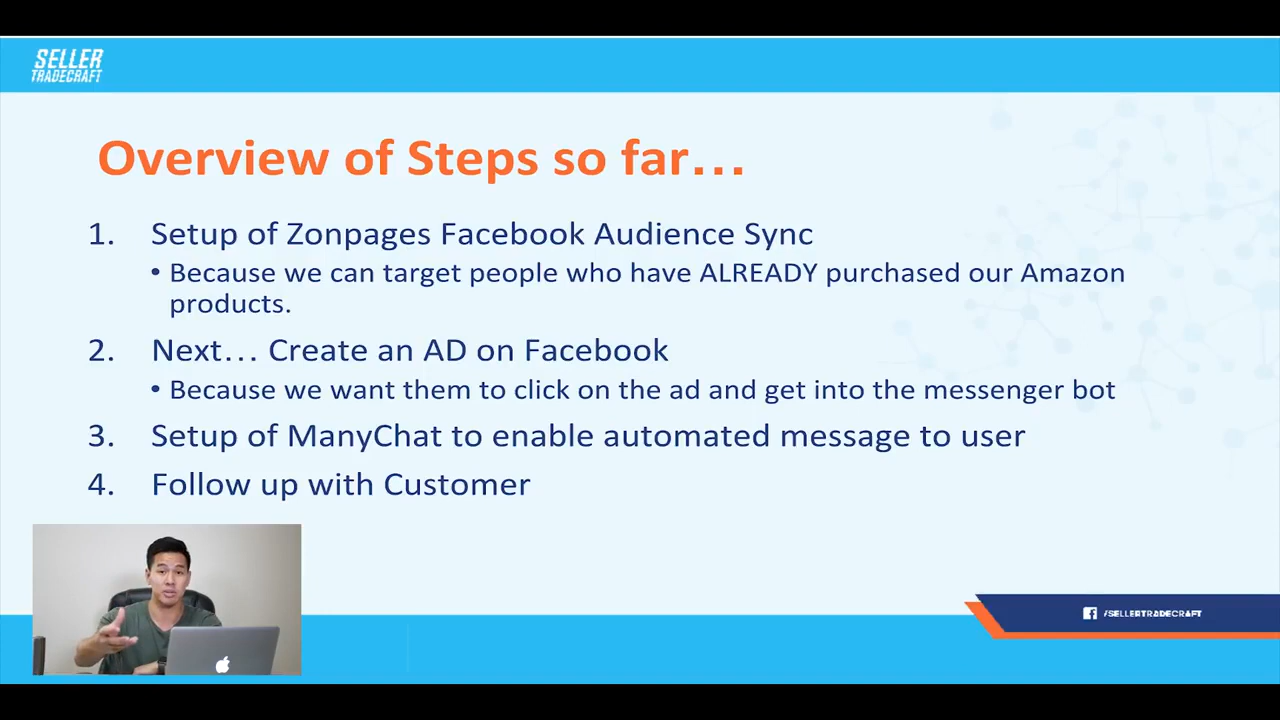 SELLER
TRADECRAFT
Overview of Steps so far...
1. Setup of Zonpages Facebook Audience Sync
• Because we can target people who have ALREADY purchased our Amazon
products.
2. Next... Create an AD on Facebook
• Because we want them to click on the ad and get into the messenger bot
3. Setup of ManyChat to enable automated message to user
4. Follow up with Customer
/SELLERTRADECRAFT